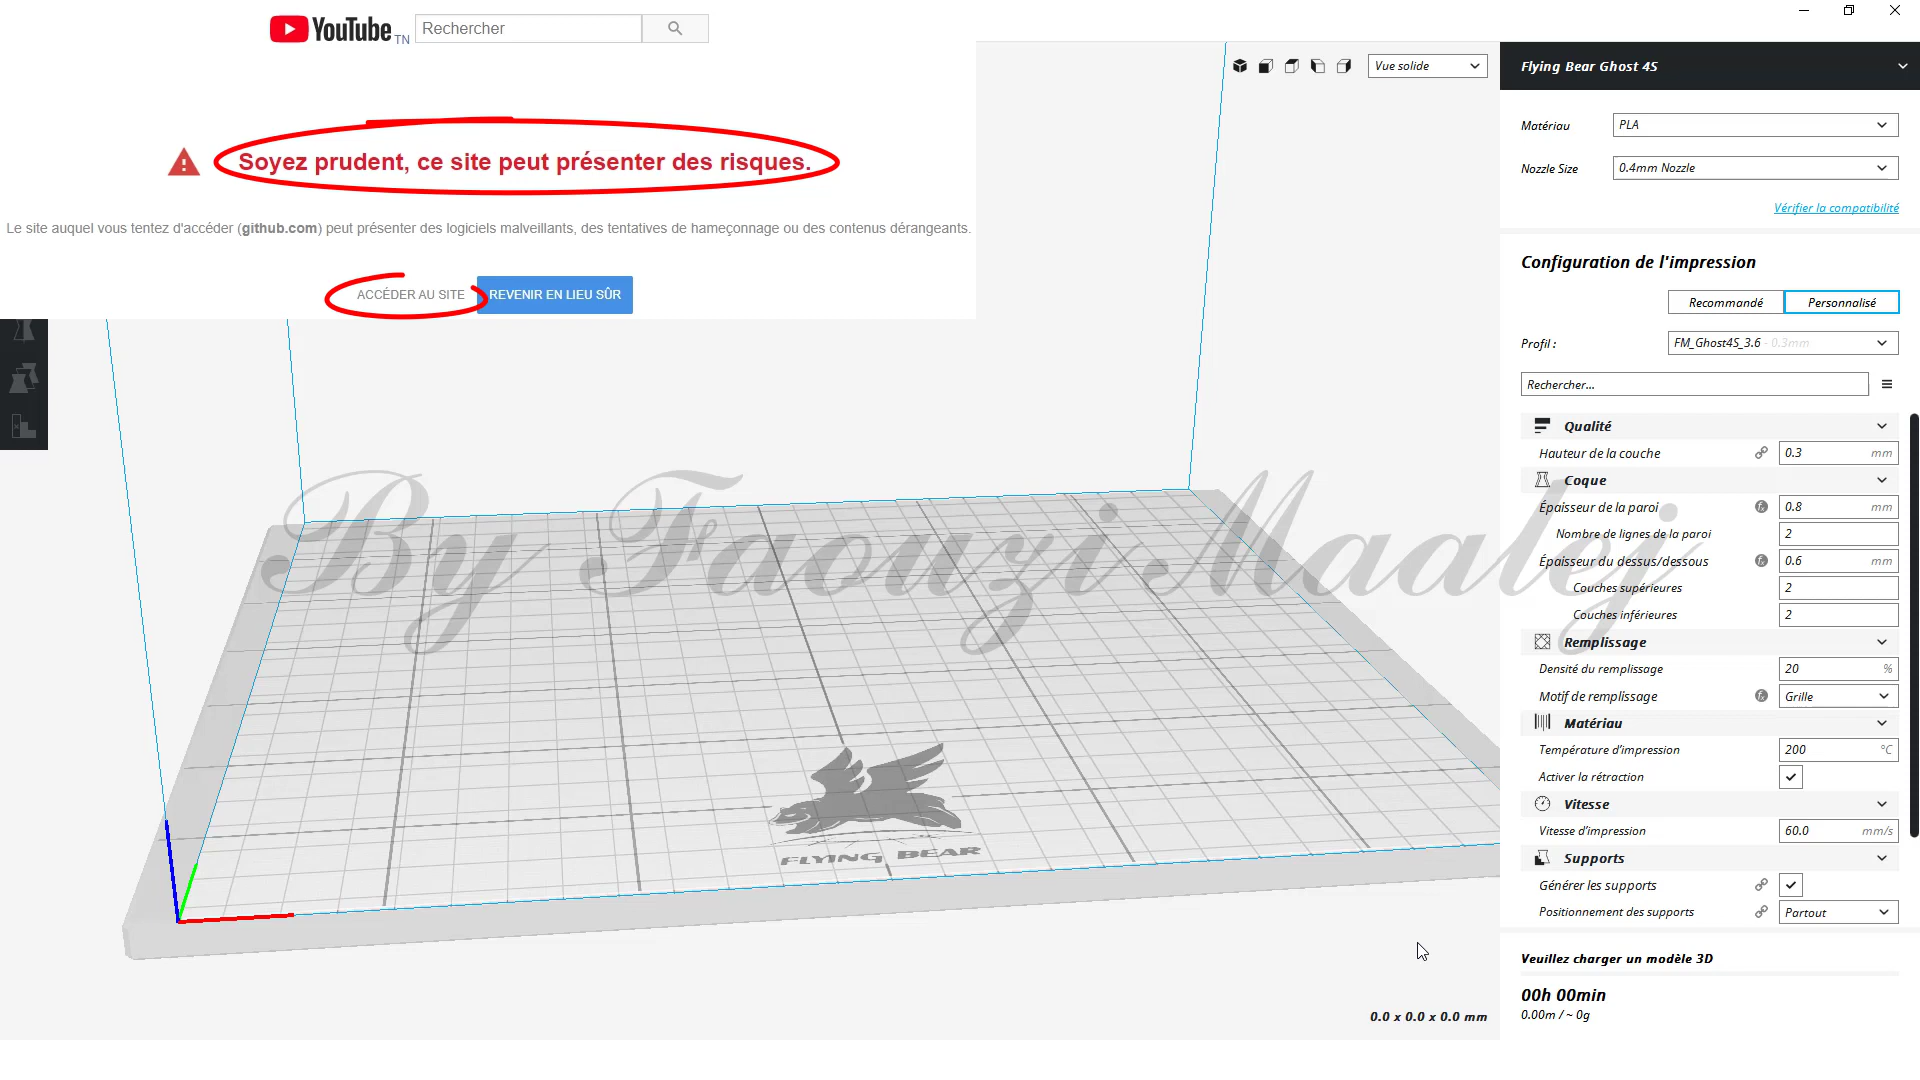 YouTube TN
Rechercher
Soyez prudent, ce site peut présenter des risques.
Le site auquel vous tentez d'accéder (github.com) peut présenter des logiciels malveillants, des tentatives de hameçonnage ou des contenus dérangeants.
ACCÉDER AU SITE
REVENIR EN LIEU SÛR
Vue solide
Flying Bear Ghost 4S
Matériau PLA
Nozzle Size 0.4mm Nozzle
Vérifier la compatibilité
Configuration de l'impression
Recommandé Personnalisé
Profil : FM_Ghost4S_3.6 - 0.3mm
Rechercher...
Qualité
Hauteur de la couche 0.3 mm
Coque
Épaisseur de la paroi 0.8 mm
Nombre de lignes de la paroi 2
Épaisseur du dessus/dessous 0.6 mm
Couches supérieures 2
Couches inférieures 2
Remplissage
Densité du remplissage 20 %
Motif de remplissage Grille
Matériau
Température d'impression 200 °C
Activer la rétraction
Vitesse
Vitesse d'impression 60.0 mm/s
Supports
Générer les supports
Positionnement des supports Partout
By FaouziMaalej
FLYING BEAR
0.0 x 0.0 x 0.0 mm
Veuillez charger un modèle 3D
00h 00min
0.00m / ~ 0g